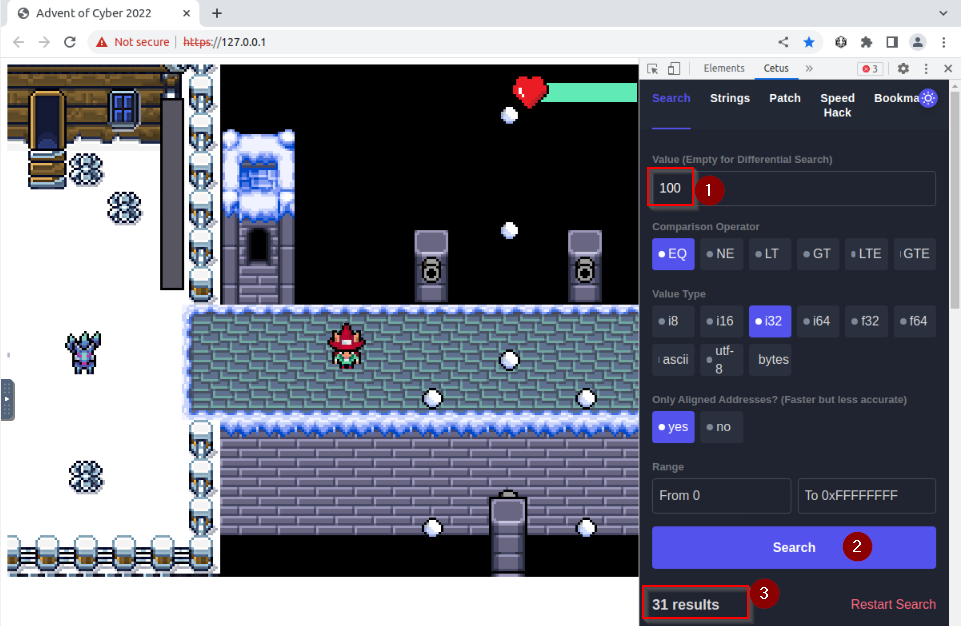 Advent of Cyber 2022
Not secure | https://127.0.0.1
Elements Cetus » 3
Search Strings Patch Speed Hack Bookma
Value (Empty for Differential Search)
100 1
Comparison Operator
EQ NE LT GT LTE GTE
Value Type
i8 i16 i32 i64 f32 f64
ascii utf-8 bytes
Only Aligned Addresses? (Faster but less accurate)
yes no
Range
From 0 To 0xFFFFFFFF
Search 2
3
31 results Restart Search